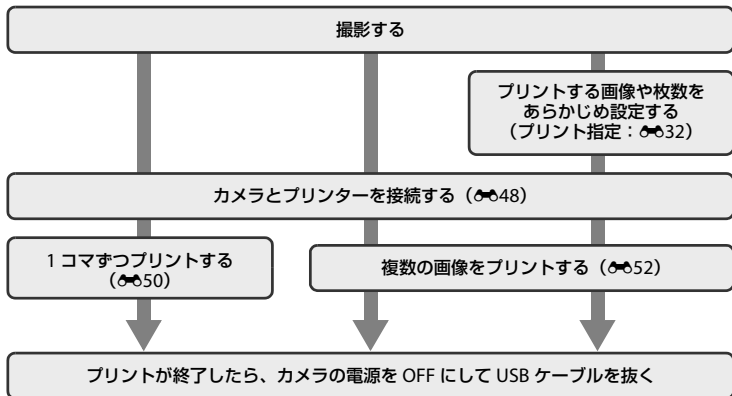 撮影する
プリントする画像や枚数を
あらかじめ設定する
（プリント指定：32）
カメラとプリンターを接続する（48）
1 コマずつプリントする
（50）
複数の画像をプリントする（52）
プリントが終了したら、カメラの電源を OFF にして USB ケーブルを抜く